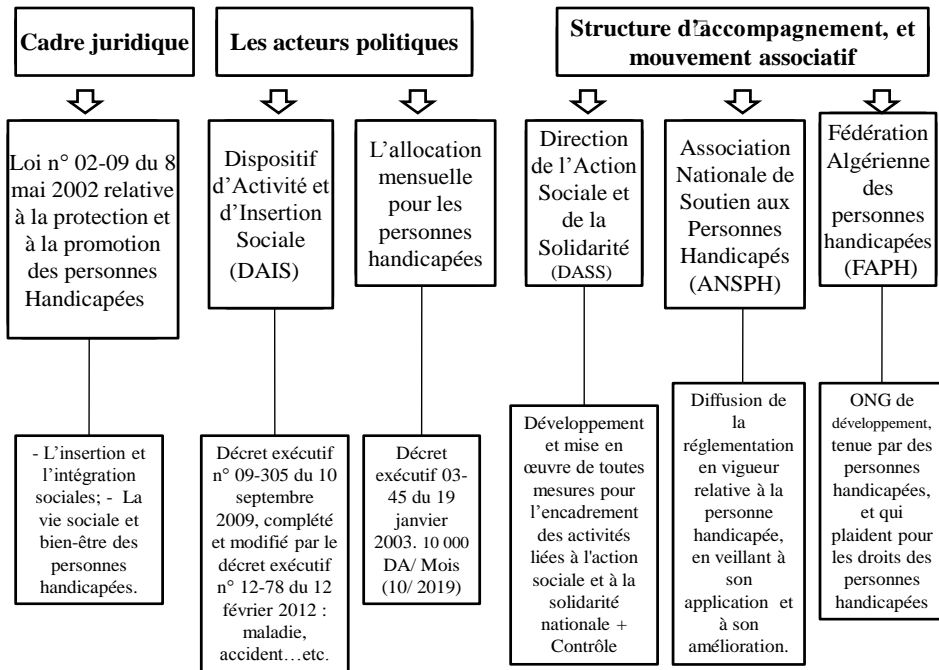 Cadre juridique
Les acteurs politiques
Structure d'accompagnement, et
mouvement associatif
Loi n° 02-09 du 8
mai 2002 relative
à la protection et
à la promotion
des personnes
Handicapées
Dispositif
d'Activité et
d'Insertion
Sociale
(DAIS)
L'allocation
mensuelle
pour les
personnes
handicapées
Direction
de l'Action
Sociale et
de la
Solidarité
(DASS)
Association
Nationale de
Soutien aux
Personnes
Handicapés
(ANSPH)
Fédération
Algérienne
des
personnes
handicapées
(FAPH)
- L'insertion et
l'intégration
sociales; - La
vie sociale et
bien-être des
personnes
handicapées.
Décret exécutif
n° 09-305 du 10
septembre
2009, complété
et modifié par le
décret exécutif
n° 12-78 du 12
février 2012 :
maladie,
accident…etc.
Décret
exécutif 03-
45 du 19
janvier
2003. 10 000
DA/ Mois
(10/ 2019)
Développement
et mise en
œuvre de toutes
mesures pour
l'encadrement
des activités
liées à l'action
sociale et à la
solidarité
nationale +
Contrôle
Diffusion de
la
réglementation
en vigueur
relative à la
personne
handicapée,
en veillant à
son
application et
à son
amélioration.
ONG de
développement,
tenue par des
personnes
handicapées,
et qui
plaident pour
les droits des
personnes
handicapées